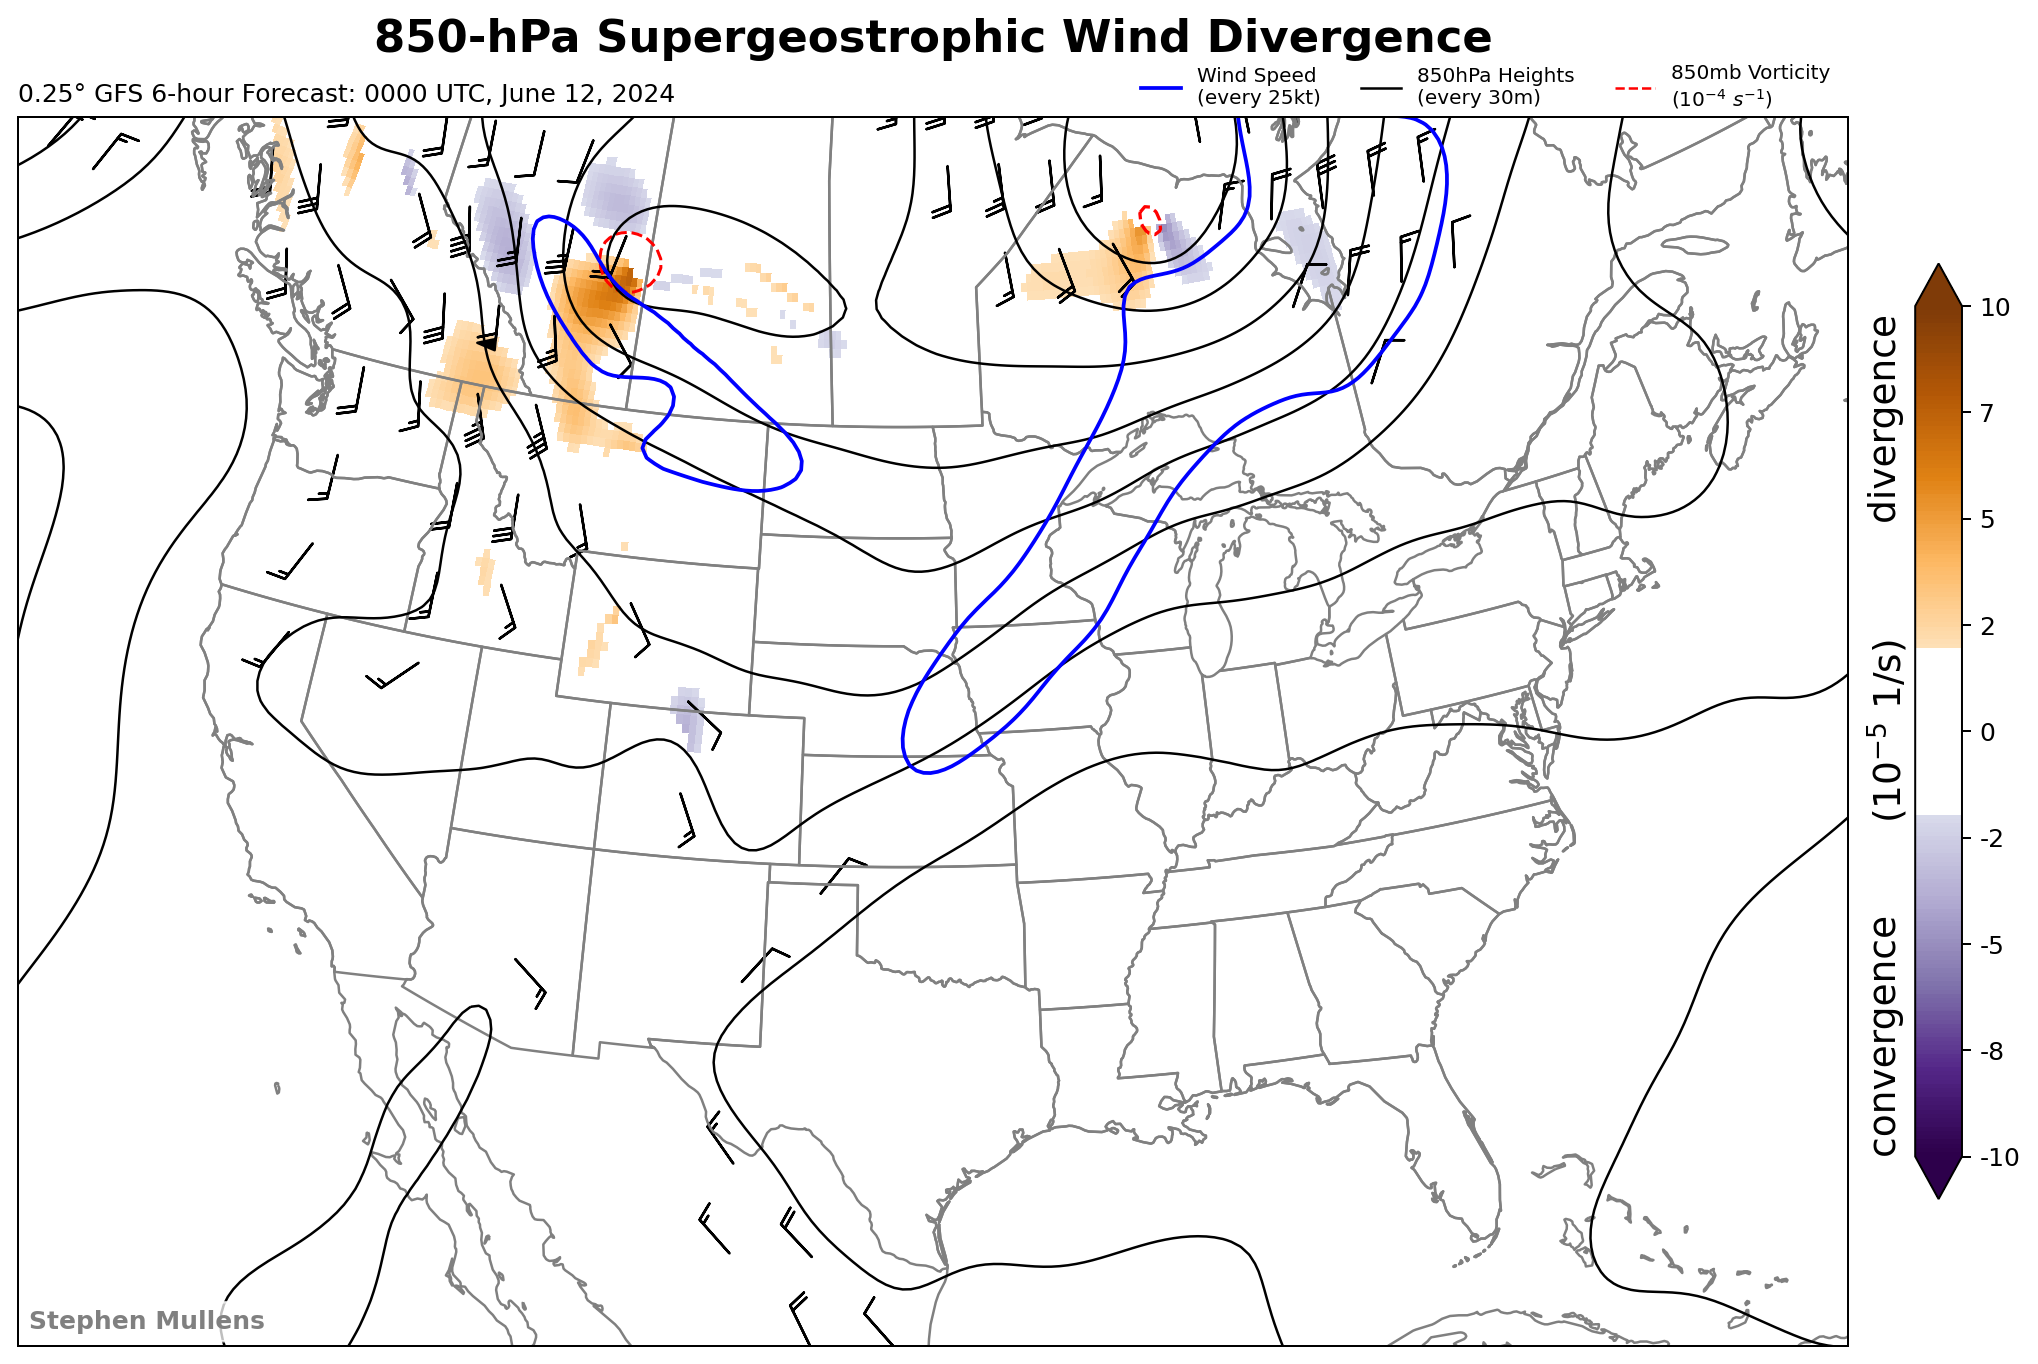 850-hPa Supergeostrophic Wind Divergence
0.25° GFS 6-hour Forecast: 0000 UTC, June 12, 2024
Wind Speed
(every 25kt)
850hPa Heights
(every 30m)
850mb Vorticity
(10⁻⁴ s⁻¹)
10
7
5
2
0
-2
-5
-8
-10
convergence (10⁻⁵ 1/s) divergence
Stephen Mullens